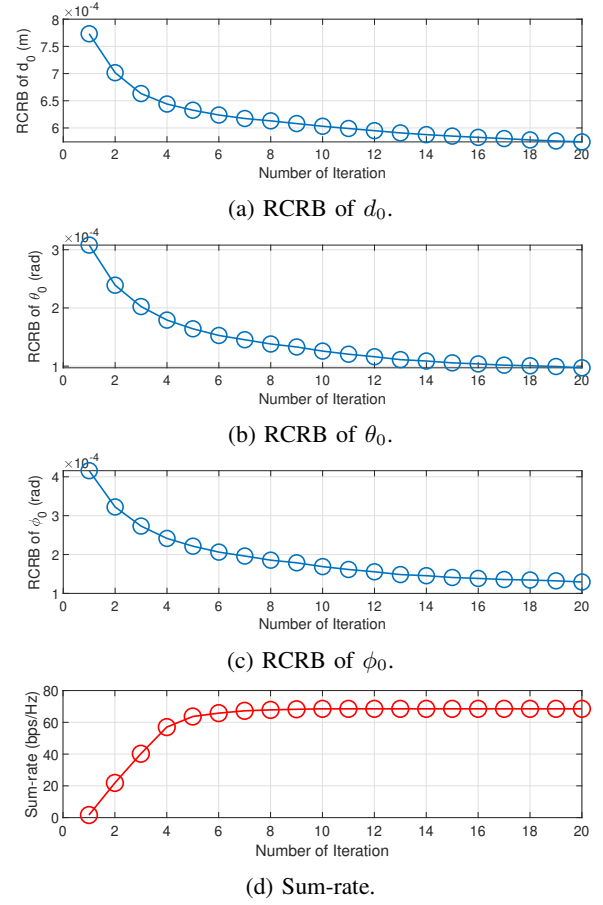 ×10-4
8
7.5
7
6.5
6
RCRB of d0 (m)
0 2 4 6 8 10 12 14 16 18 20
Number of Iteration
(a) RCRB of d0.
×10-4
3
2
1
RCRB of θ0 (rad)
0 2 4 6 8 10 12 14 16 18 20
Number of Iteration
(b) RCRB of θ0.
×10-4
4
3
2
1
RCRB of ϕ0 (rad)
0 2 4 6 8 10 12 14 16 18 20
Number of Iteration
(c) RCRB of ϕ0.
80
60
40
20
0
Sum-rate (bps/Hz)
0 2 4 6 8 10 12 14 16 18 20
Number of Iteration
(d) Sum-rate.